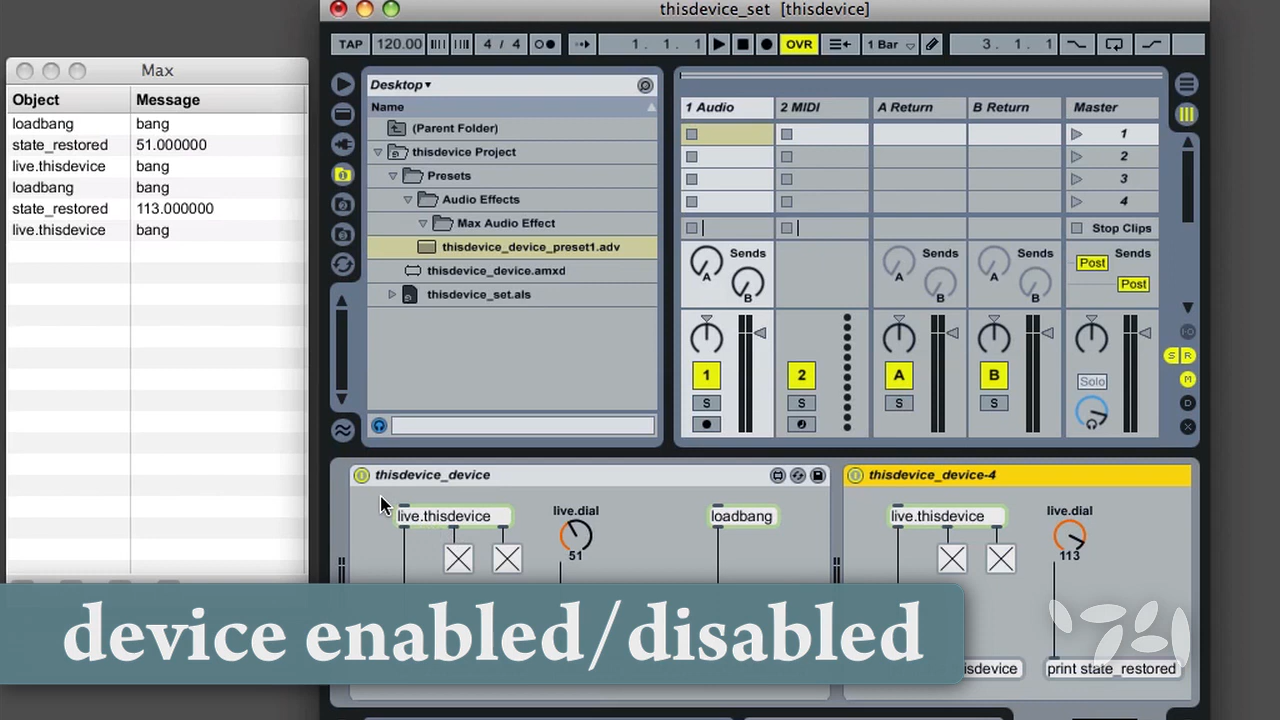 thisdevice_set [thisdevice]
TAP 120.00 4 / 4 1. 1. 1 OVR 1 Bar 3. 1. 1
Max
Object Message
loadbang bang
state_restored 51.000000
live.thisdevice bang
loadbang bang
state_restored 113.000000
live.thisdevice bang
Desktop
Name
(Parent Folder)
thisdevice Project
Presets
Audio Effects
Max Audio Effect
thisdevice_device_preset1.adv
thisdevice_device.amxd
thisdevice_set.als
1 Audio 2 MIDI A Return B Return Master
1
2
3
4
Stop Clips
Sends Sends Sends Sends
A A A Post
B B B Post
1 2 A B Solo
S S S S
S R
M
D
X
thisdevice_device thisdevice_device-4
live.thisdevice live.dial loadbang live.thisdevice live.dial
51 113
device enabled/disabled
isdevice print state_restored